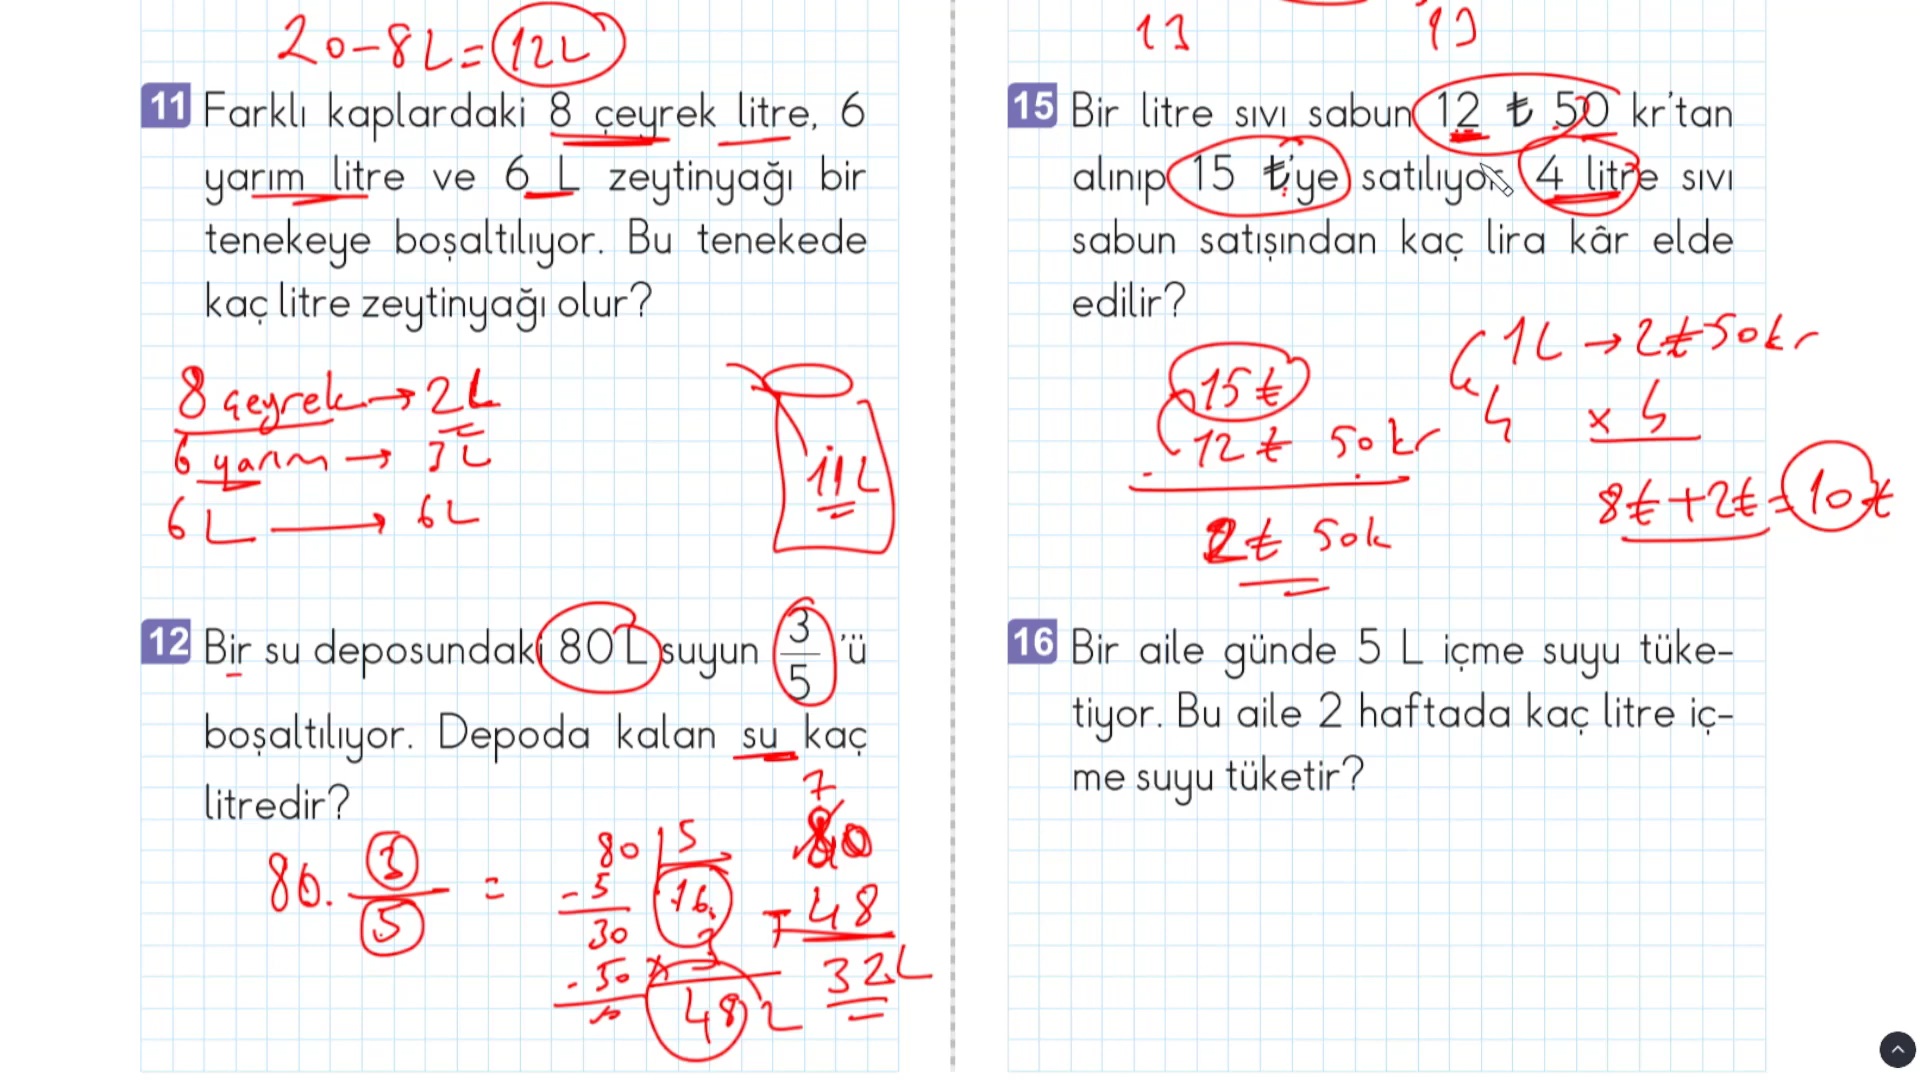 20-8L=12L
11 Farklı kaplardaki 8 çeyrek litre, 6
yarım litre ve 6 L zeytinyağı bir
tenekeye boşaltılıyor. Bu tenekede
kaç litre zeytinyağı olur?
8 çeyrek → 2L
6 yarım → 3L
6L → 6L
11L
12 Bir su deposundaki 80 L suyun 3/5 'ü
boşaltılıyor. Depoda kalan su kaç
litredir?
80. 3/5 =
80 5
-5 16
30 x 3
-30 48L
7
80
- 48
32L
13 13
15 Bir litre sıvı sabun 12 ₺ 50 kr'tan
alınıp 15 ₺'ye satılıyor. 4 litre sıvı
sabun satışından kaç lira kâr elde
edilir?
15₺
- 12₺ 50kr
2₺ 50k
1L → 2₺50kr
4 x 4
8₺+2₺=10₺
16 Bir aile günde 5 L içme suyu tüke-
tiyor. Bu aile 2 haftada kaç litre iç-
me suyu tüketir?